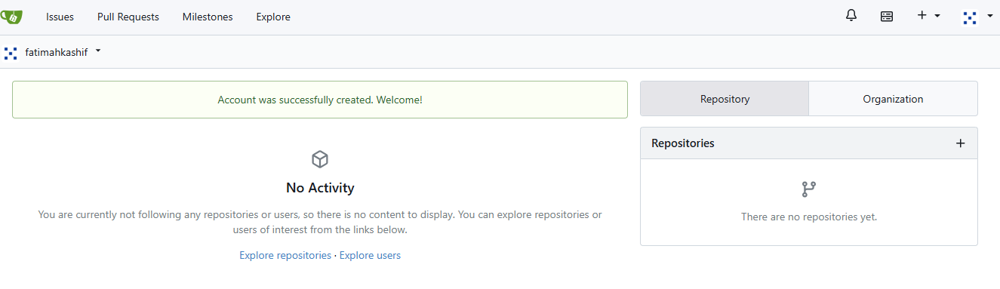 Issues Pull Requests Milestones Explore
fatimahkashif
Account was successfully created. Welcome!
Repository Organization
Repositories
No Activity
You are currently not following any repositories or users, so there is no content to display. You can explore repositories or
users of interest from the links below.
Explore repositories · Explore users
There are no repositories yet.